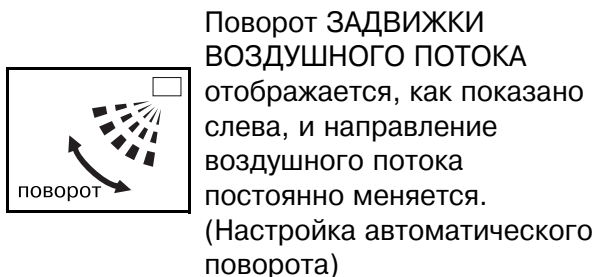 Поворот ЗАДВИЖКИ
ВОЗДУШНОГО ПОТОКА
отображается, как показано
слева, и направление
воздушного потока
постоянно меняется.
(Настройка автоматического
поворота)
поворот